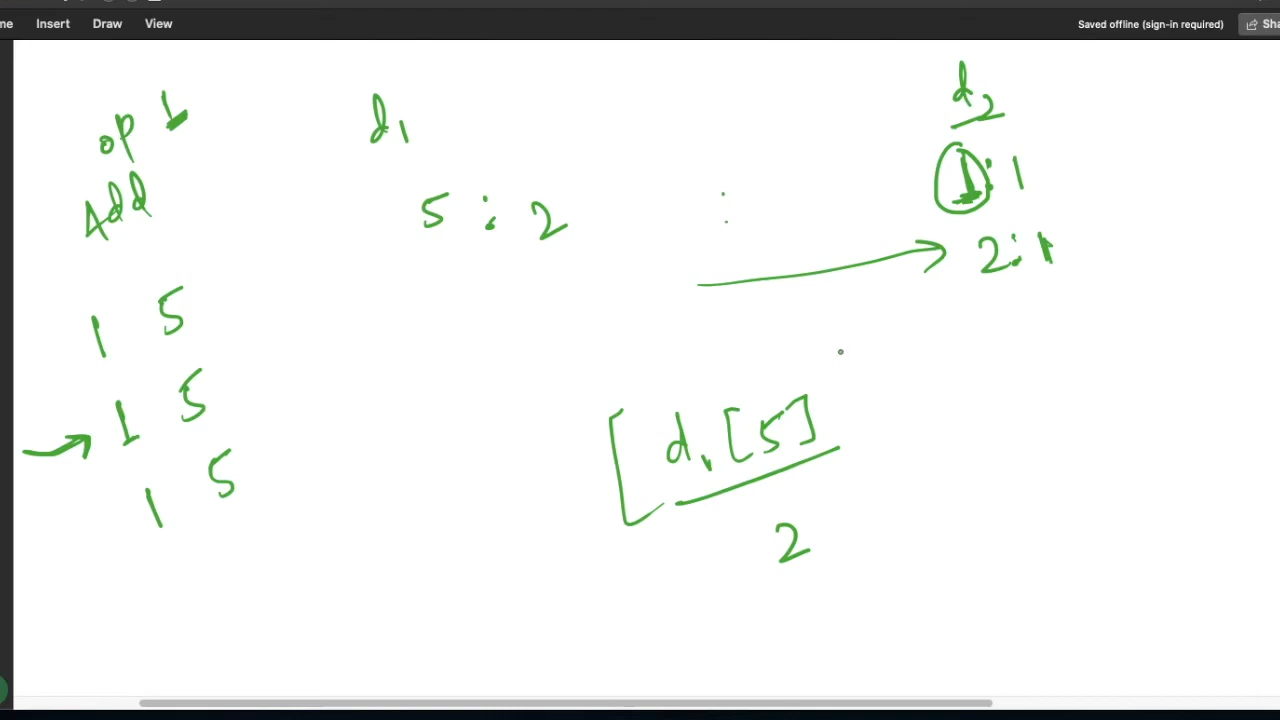 Insert Draw View Saved offline (sign-in required)
op 1 d1 d2
Add 5 : 2 : 1 : 1
2 : 1
1 5
1 5
1 5
[ d1[5]
2